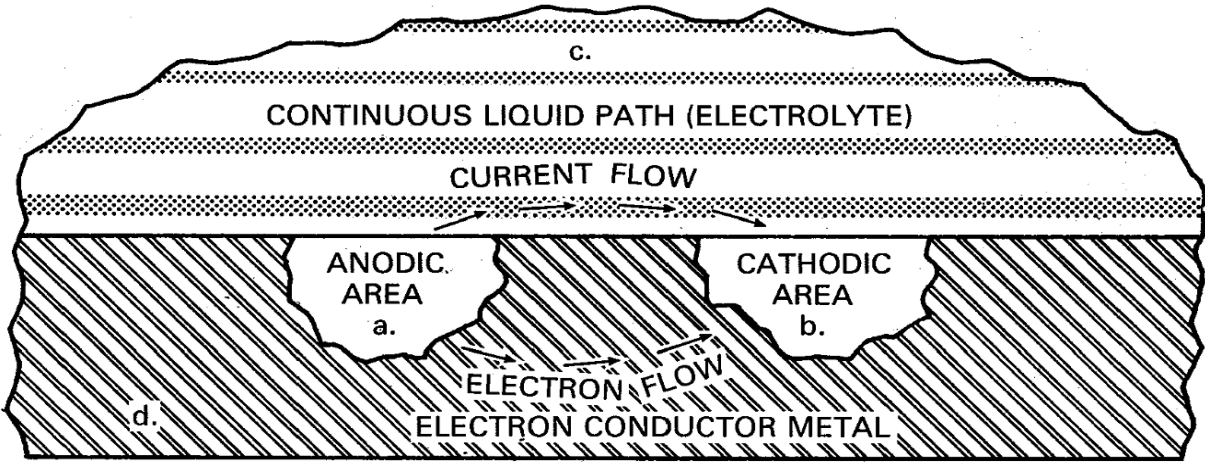 c.
CONTINUOUS LIQUID PATH (ELECTROLYTE)
CURRENT FLOW
ANODIC
AREA
a.
CATHODIC
AREA
b.
ELECTRON FLOW
d.
ELECTRON CONDUCTOR METAL